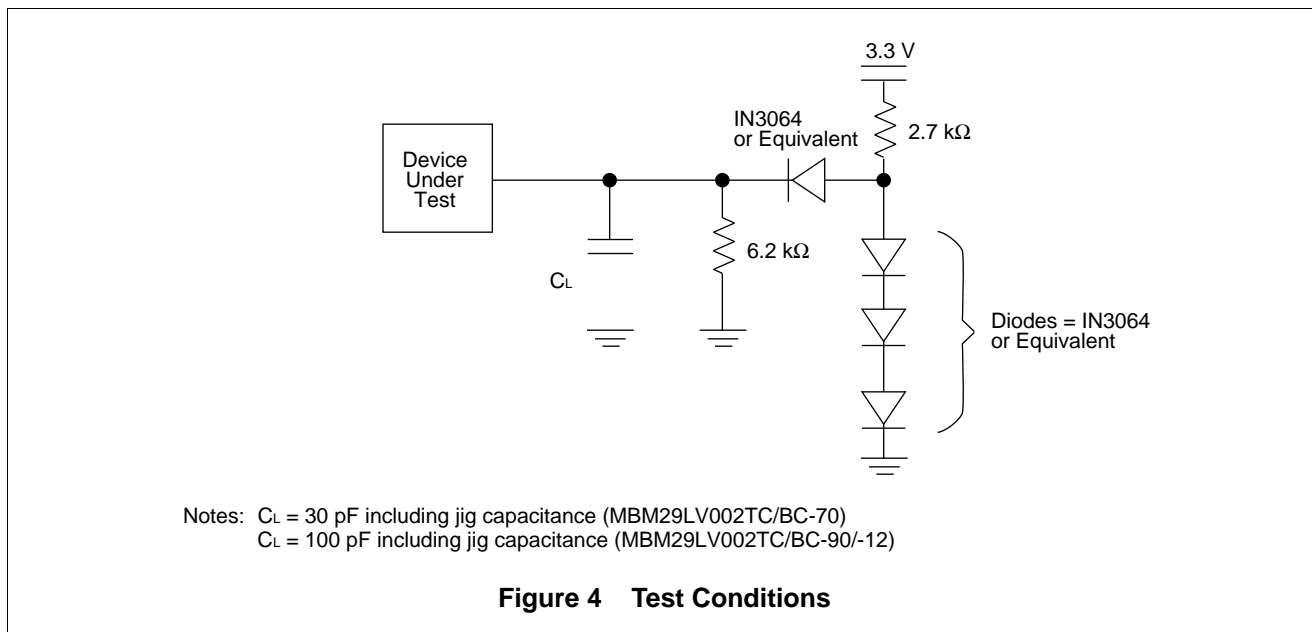 3.3 V
IN3064
or Equivalent
2.7 kΩ
Device
Under
Test
6.2 kΩ
CL
Diodes = IN3064
or Equivalent
Notes: CL = 30 pF including jig capacitance (MBM29LV002TC/BC-70)
CL = 100 pF including jig capacitance (MBM29LV002TC/BC-90/-12)
Figure 4 Test Conditions